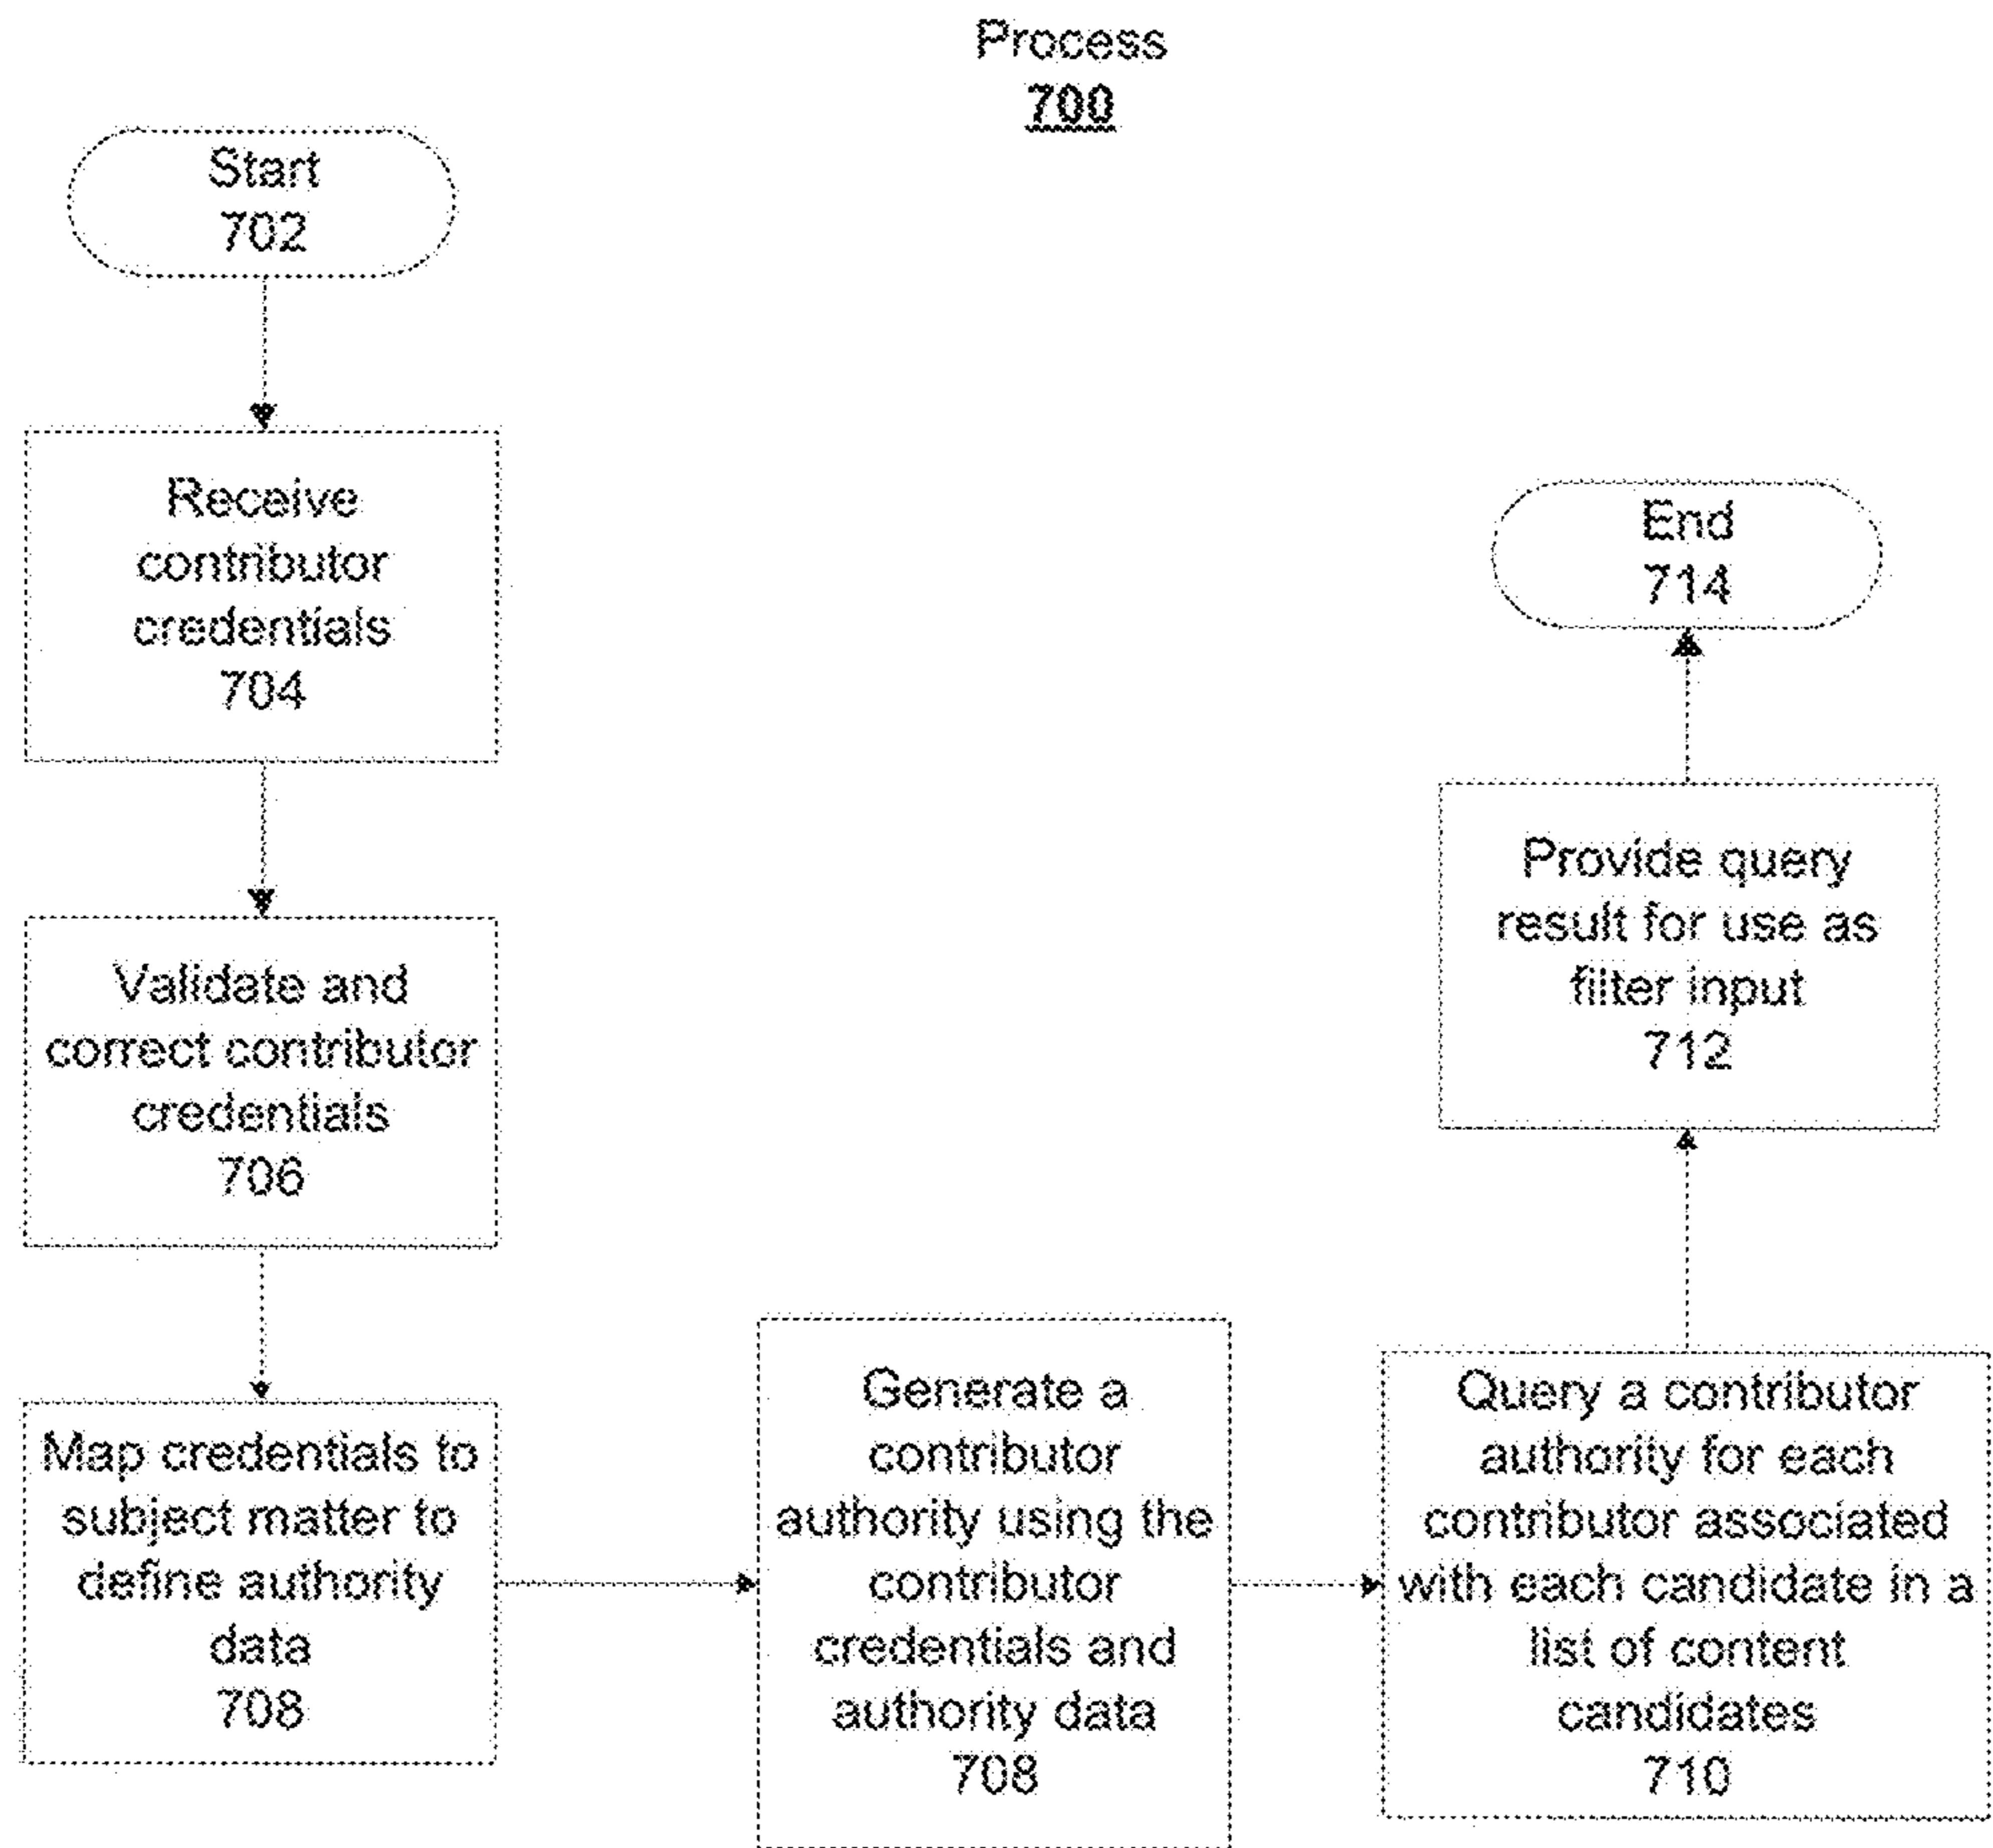 Process
700
Start
702
Receive
contributor
credentials
704
Validate and
correct contributor
credentials
706
Map credentials to
subject matter to
define authority
data
708
Generate a
contributor
authority using the
contributor
credentials and
authority data
708
Query a contributor
authority for each
contributor associated
with each candidate in a
list of content
candidates
710
Provide query
result for use as
filter input
712
End
714